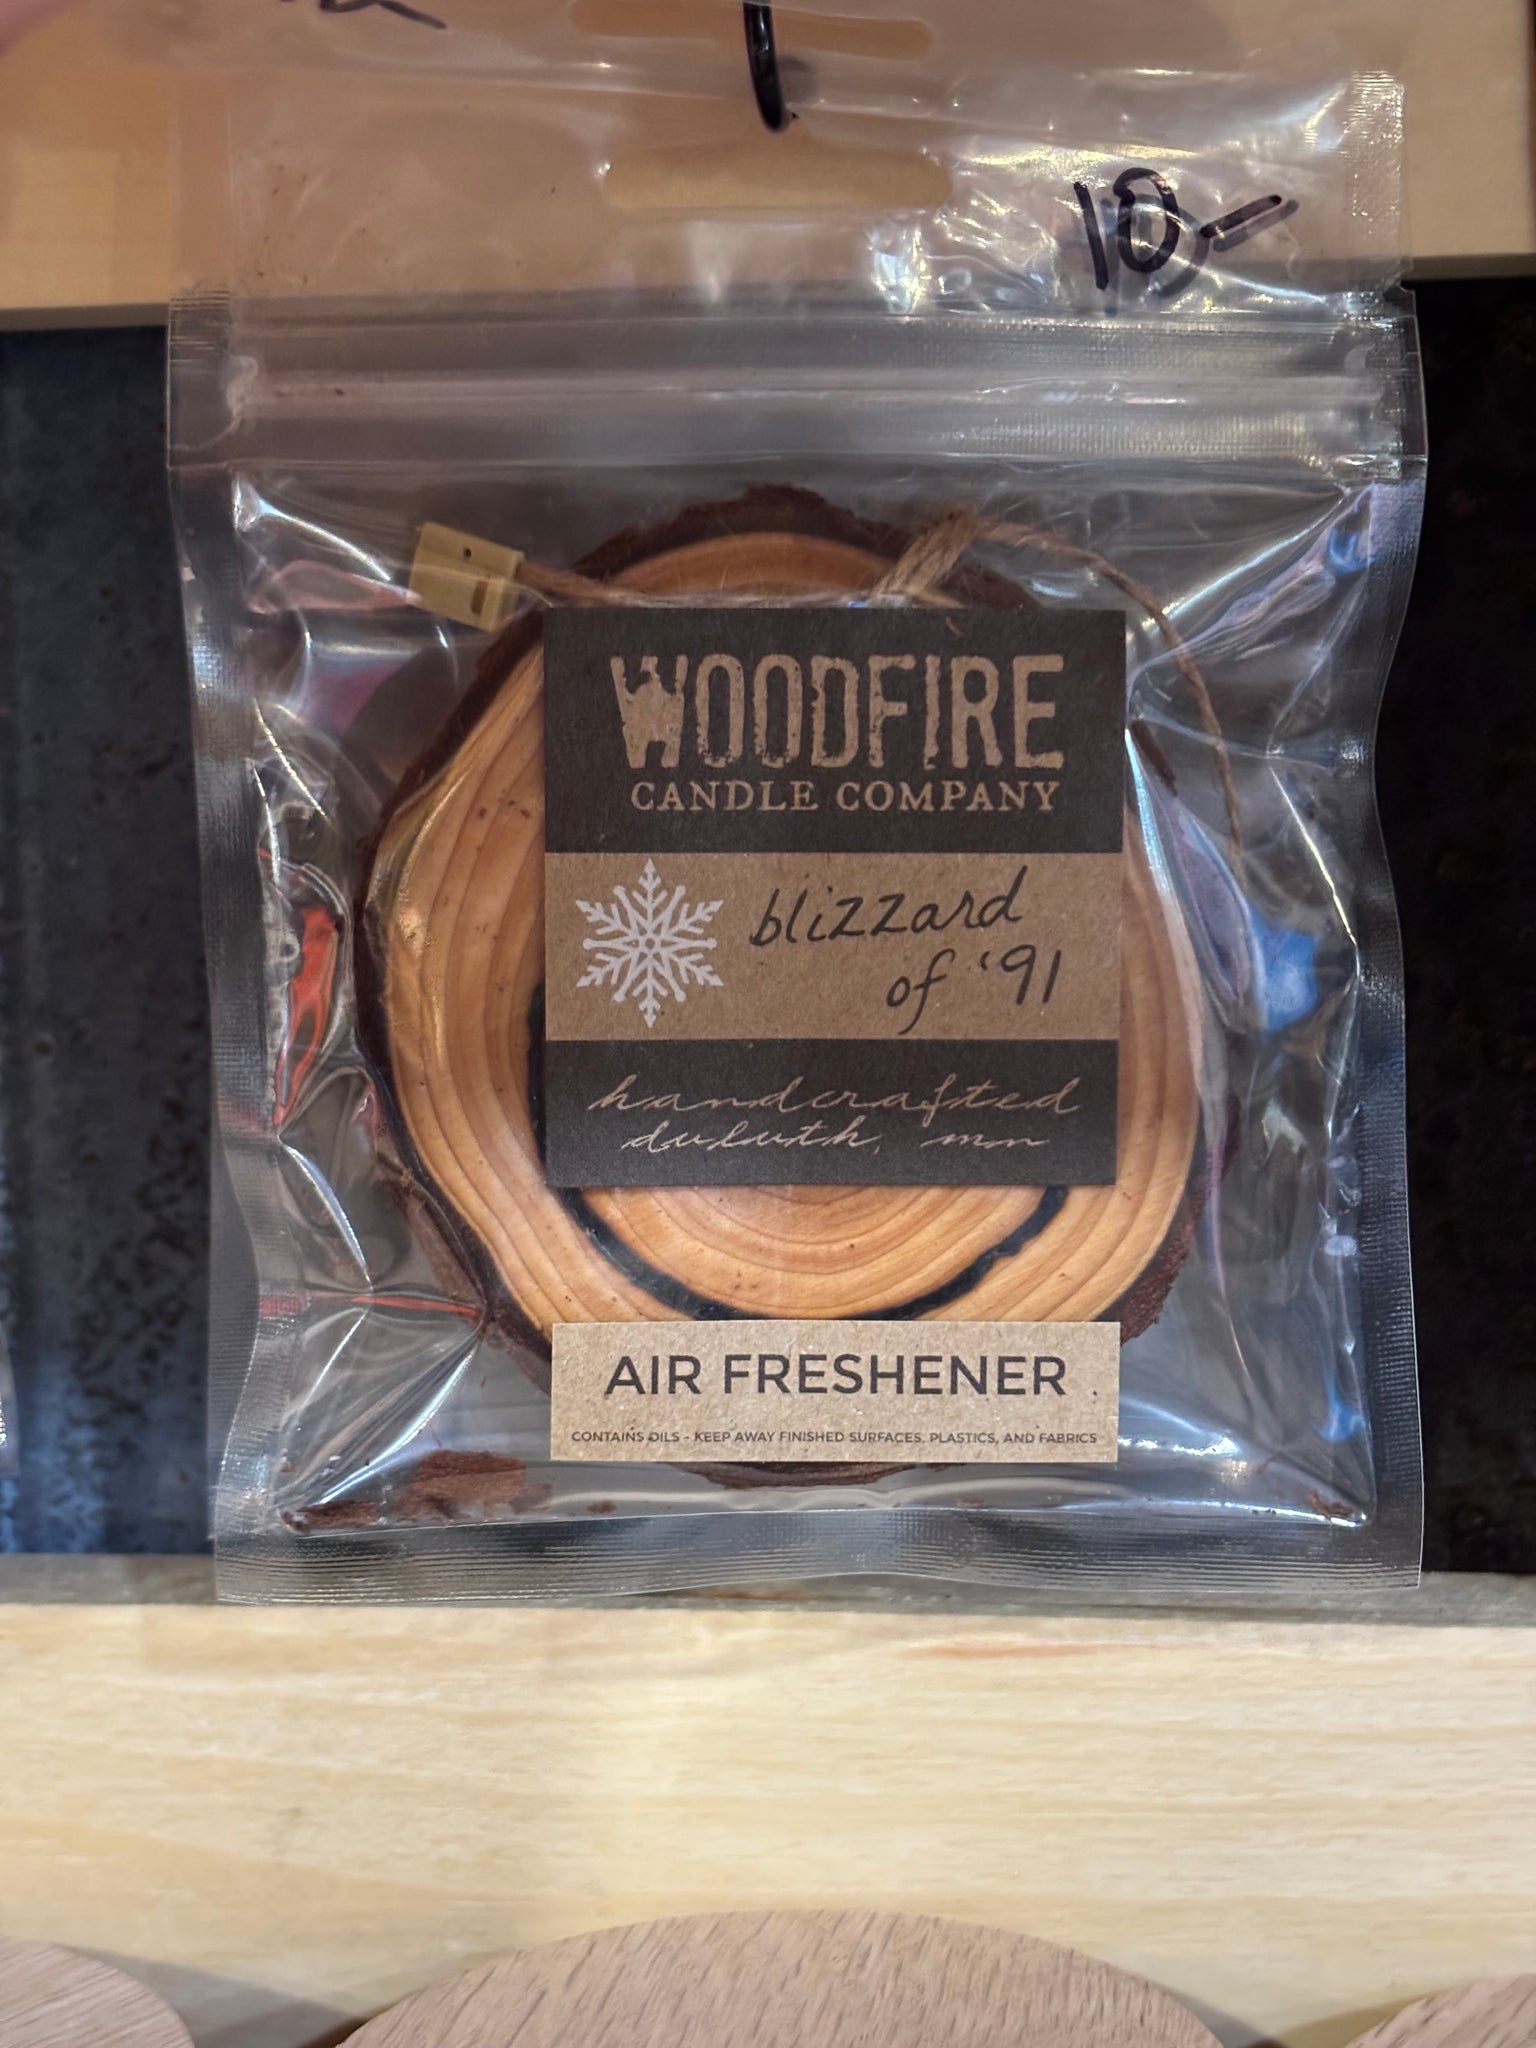 10-
WOODFIRE
CANDLE COMPANY
blizzard
of '91
handcrafted
duluth, mn
AIR FRESHENER
CONTAINS OILS - KEEP AWAY FINISHED SURFACES, PLASTICS, AND FABRICS